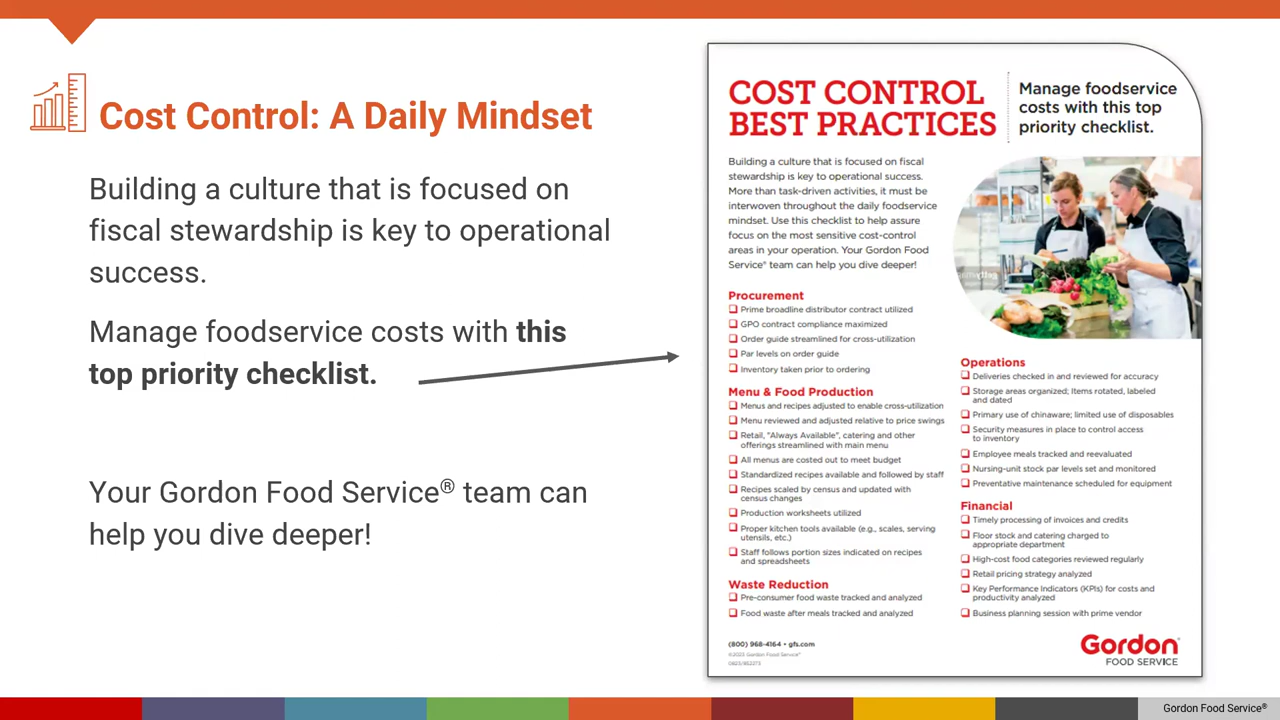 Cost Control: A Daily Mindset
Building a culture that is focused on
fiscal stewardship is key to operational
success.
Manage foodservice costs with this
top priority checklist.
Your Gordon Food Service® team can
help you dive deeper!
COST CONTROL
BEST PRACTICES
Manage foodservice
costs with this top
priority checklist.
Building a culture that is focused on fiscal
stewardship is key to operational success.
More than task-driven activities, it must be
interwoven throughout the daily foodservice
mindset. Use this checklist to help assure
focus on the most sensitive cost-control
areas in your operation. Your Gordon Food
Service® team can help you dive deeper!
Procurement
Prime broadline distributor contract utilized
GPO contract compliance maximized
Order guide streamlined for cross-utilization
Par levels on order guide
Inventory taken prior to ordering
Menu & Food Production
Menus and recipes adjusted to enable cross-utilization
Menu reviewed and adjusted relative to price swings
Retail, "Always Available", catering and other
offerings streamlined with main menu
All menus are costed out to meet budget
Standardized recipes available and followed by staff
Recipes scaled by census and updated with
census changes
Production worksheets utilized
Proper kitchen tools available (e.g., scales, serving
utensils, etc.)
Staff follows portion sizes indicated on recipes
and spreadsheets
Waste Reduction
Pre-consumer food waste tracked and analyzed
Food waste after meals tracked and analyzed
Operations
Deliveries checked in and reviewed for accuracy
Storage areas organized; Items rotated, labeled
and dated
Primary use of chinaware; limited use of disposables
Security measures in place to control access
to inventory
Employee meals tracked and reevaluated
Nursing-unit stock par levels set and monitored
Preventative maintenance scheduled for equipment
Financial
Timely processing of invoices and credits
Floor stock and catering charged to
appropriate department
High-cost food categories reviewed regularly
Retail pricing strategy analyzed
Key Performance Indicators (KPIs) for costs and
productivity analyzed
Business planning session with prime vendor
(800) 968-4164 • gfs.com
©2023 Gordon Food Service®
Gordon®
FOOD SERVICE
Gordon Food Service®